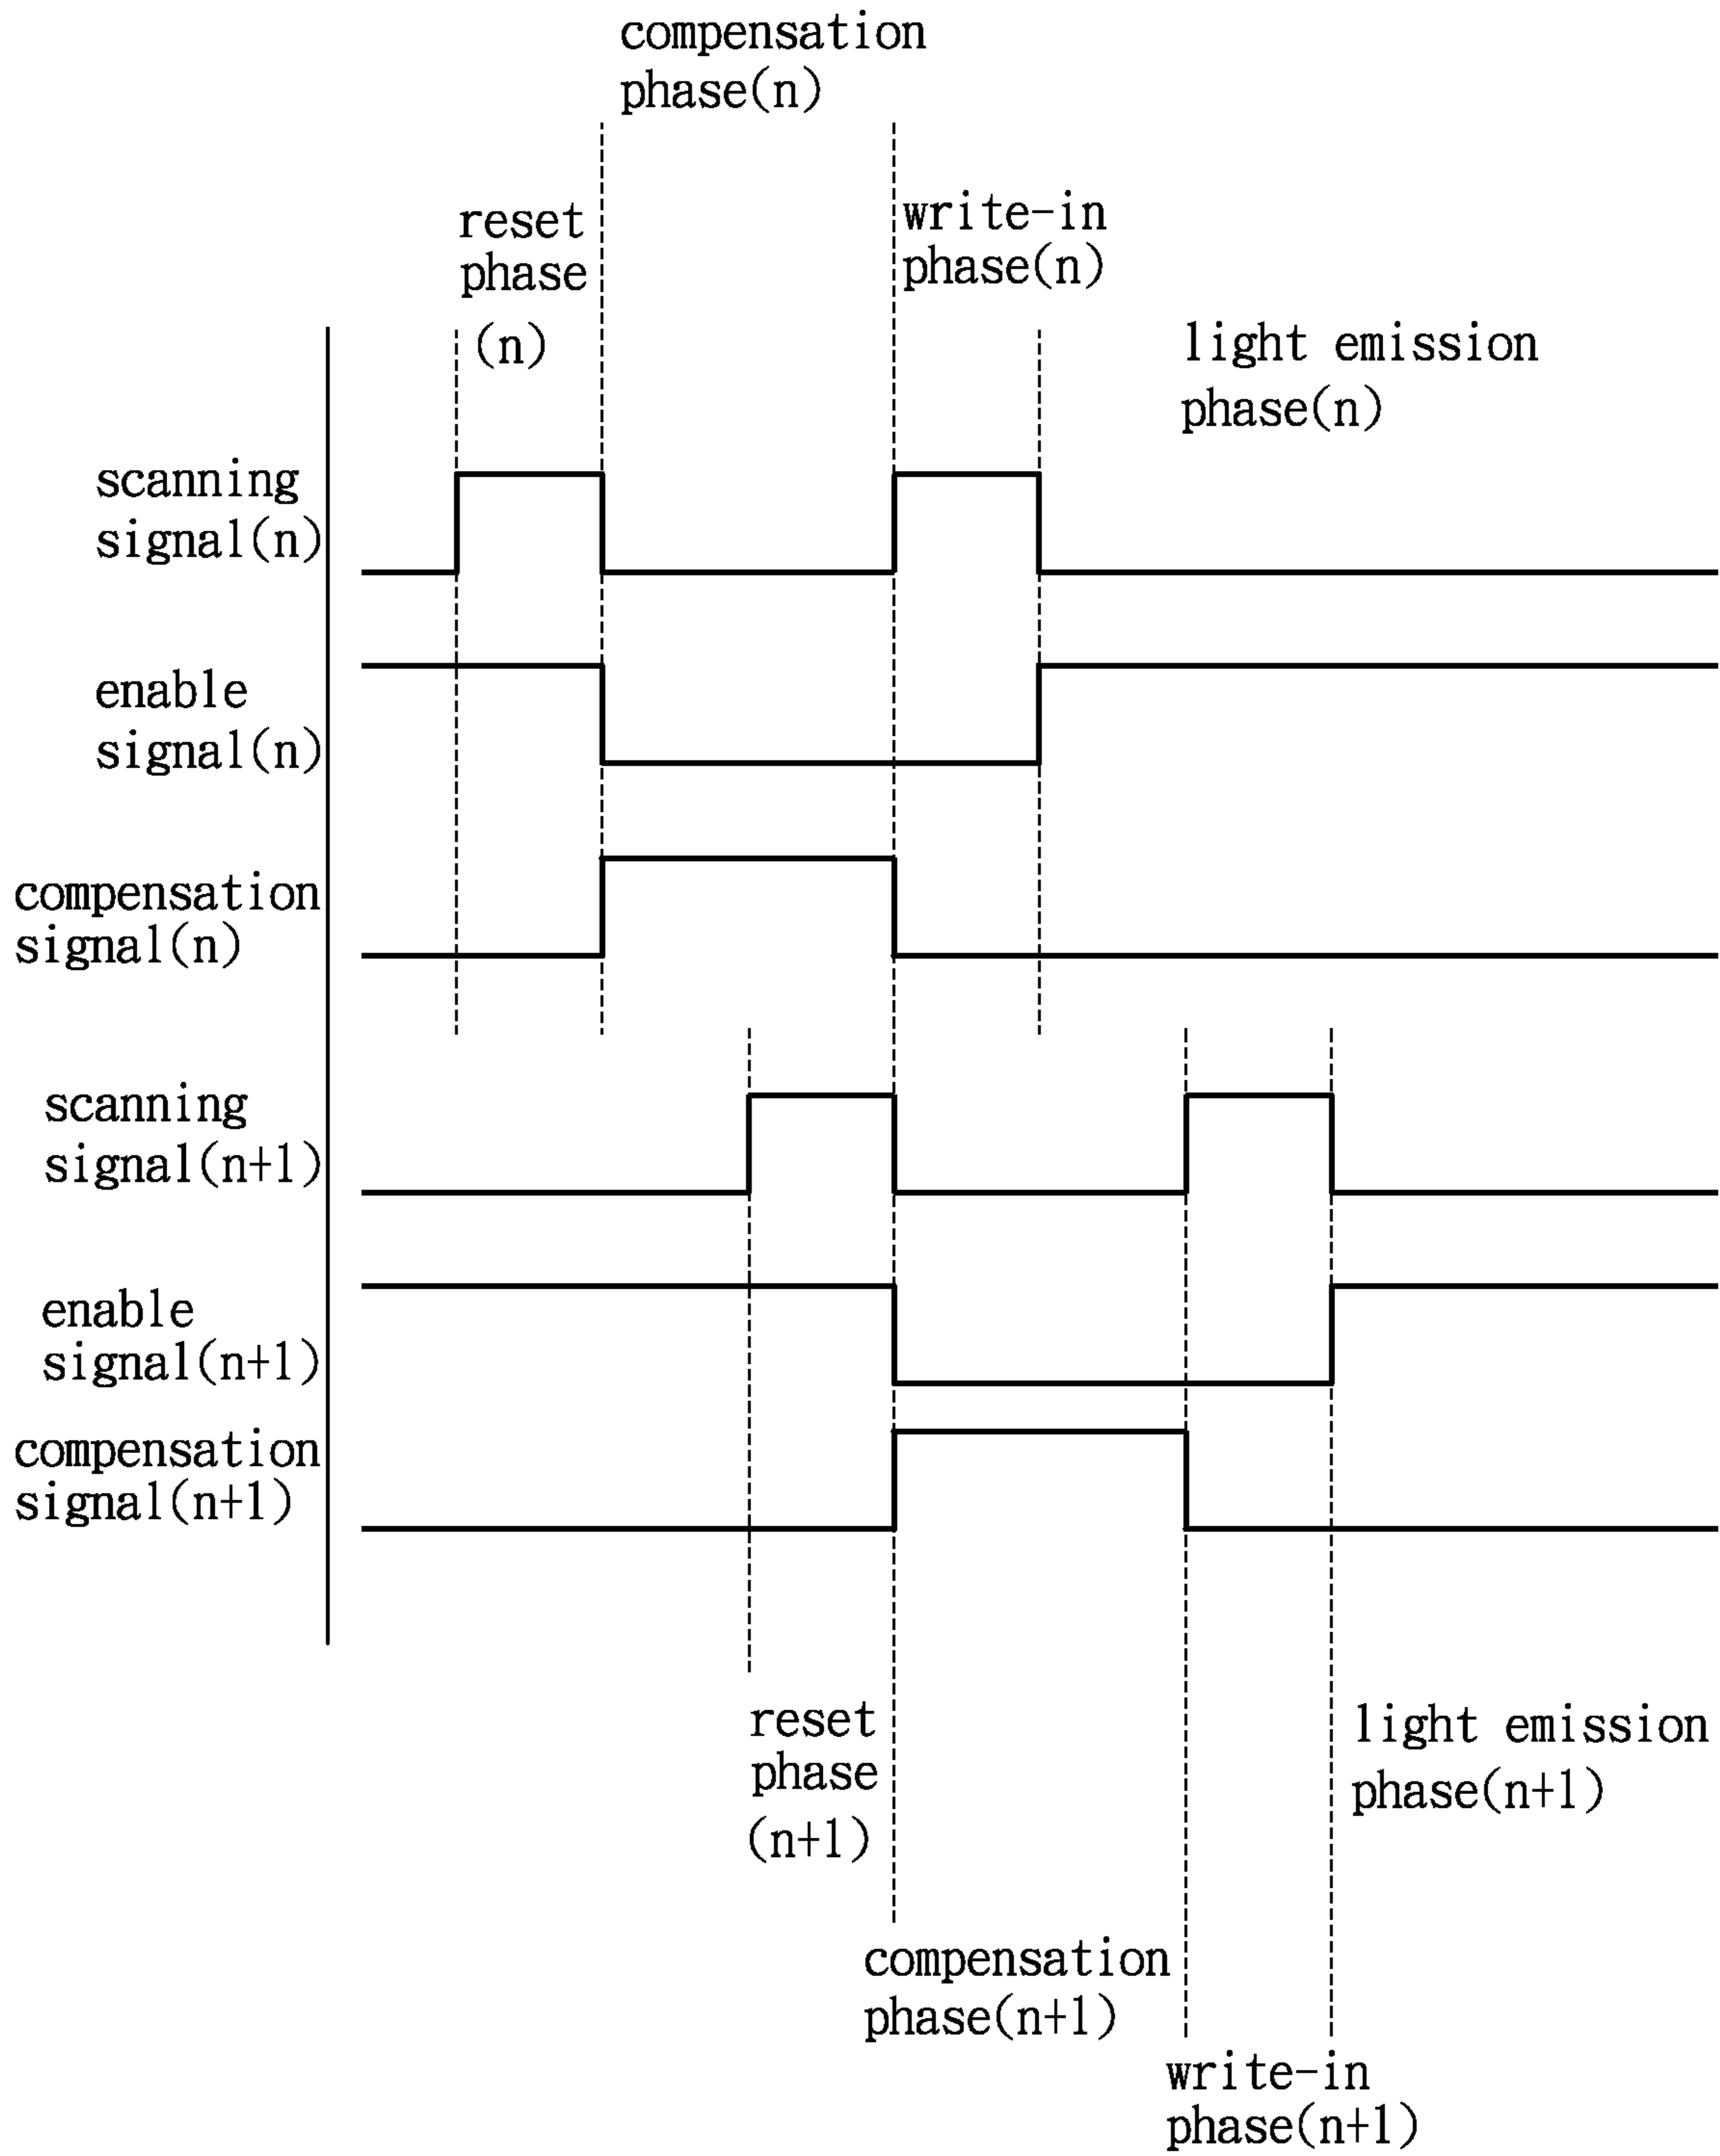 compensation
phase(n)
reset
phase
(n)
write-in
phase(n)
light emission
phase(n)
scanning
signal(n)
enable
signal(n)
compensation
signal(n)
scanning
signal(n+1)
enable
signal(n+1)
compensation
signal(n+1)
reset
phase
(n+1)
light emission
phase(n+1)
compensation
phase(n+1)
write-in
phase(n+1)